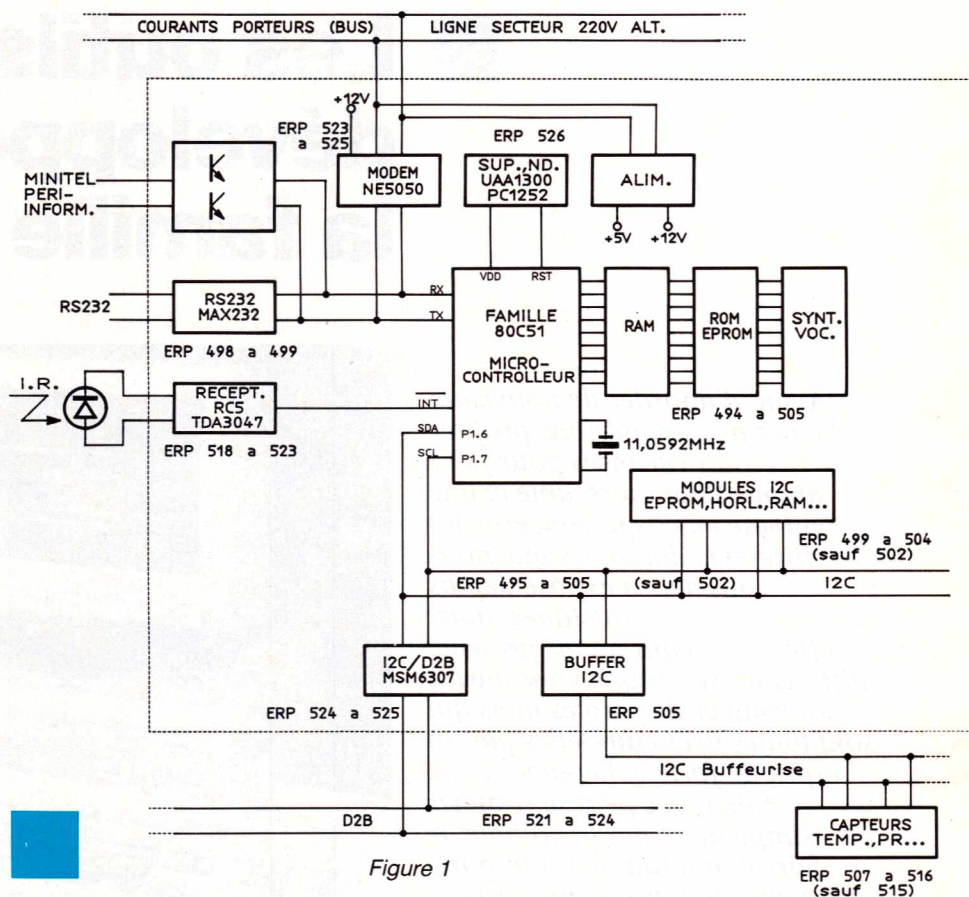 COURANTS PORTEURS (BUS)
LIGNE SECTEUR 220V ALT.
+12V
ERP 523
a 525
MODEM
NE5050
ERP 526
SUP.,ND.
UAA1300
PC1252
ALIM.
+5V
+12V
MINITEL
PERI-
INFORM.
RS232
RS232
MAX232
ERP 498 a 499
I.R.
RECEPT.
RC5
TDA3047
ERP 518 a 523
VDD
RST
RX
TX
FAMILLE
80C51
MICRO-
CONTROLLEUR
INT
SDA
P1.6
SCL
P1.7
RAM
ROM
EPROM
SYNT.
VOC.
ERP 494 a 505
11,0592MHz
MODULES I2C
EPROM,HORL.,RAM...
ERP 499 a 504
(sauf 502)
ERP 495 a 505
(sauf 502)
I2C
I2C/D2B
MSM6307
ERP 524 a 525
BUFFER
I2C
ERP 505
I2C Buffeurise
D2B
ERP 521 a 524
CAPTEURS
TEMP.,PR...
ERP 507 a 516
(sauf 515)
Figure 1